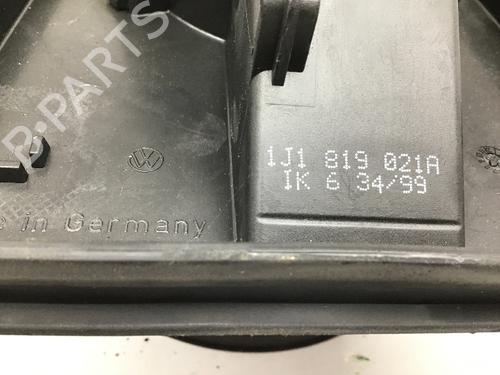 B-PARTS
1J1 819 021A
IK 6 34/99
in Germany